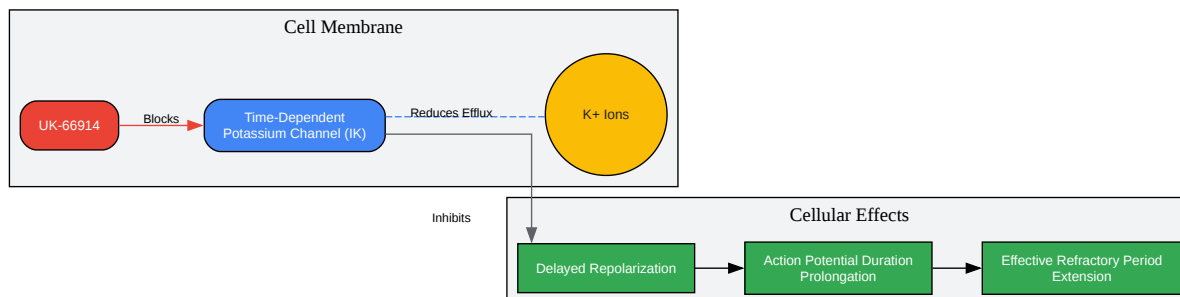 Cell Membrane
UK-66914
Blocks
Time-Dependent
Potassium Channel (IK)
Reduces Efflux
K+ Ions
Inhibits
Cellular Effects
Delayed Repolarization
Action Potential Duration
Prolongation
Effective Refractory Period
Extension